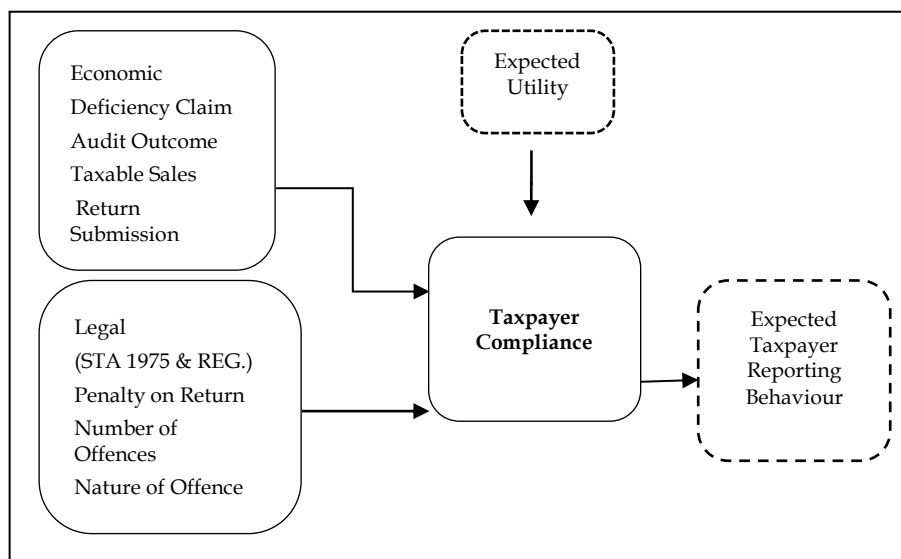 Economic
Deficiency Claim
Audit Outcome
Taxable Sales
Return
Submission
Expected
Utility
Legal
(STA 1975 & REG.)
Penalty on Return
Number of
Offences
Nature of Offence
Taxpayer
Compliance
Expected
Taxpayer
Reporting
Behaviour